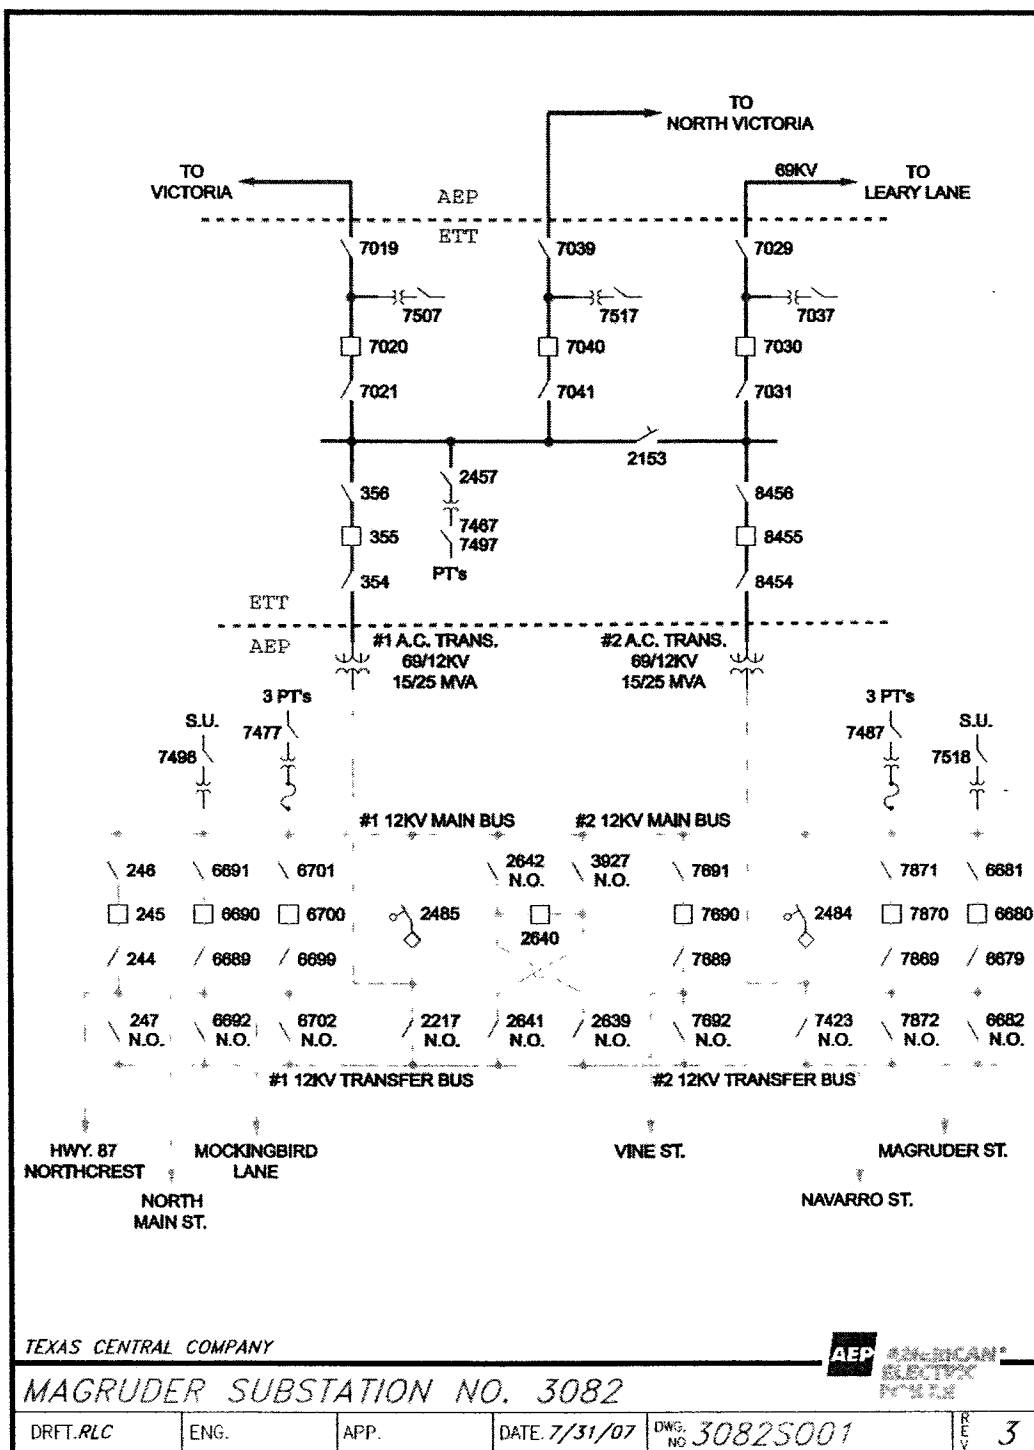 TO
NORTH VICTORIA
TO
VICTORIA
69KV
TO
LEARY LANE
AEP
ETT
7019
7039
7029
7507
7517
7037
7020
7040
7030
7021
7041
7031
2153
356
2457
8456
355
7467
7497
8455
PT's
354
8454
ETT
AEP
#1 A.C. TRANS.
69/12KV
15/25 MVA
#2 A.C. TRANS.
69/12KV
15/25 MVA
3 PT's
3 PT's
S.U.
7477
7487
S.U.
7498
7518
#1 12KV MAIN BUS
#2 12KV MAIN BUS
246
6691
6701
2642
N.O.
3927
N.O.
7691
7871
6681
245
6690
6700
2485
2640
7690
2484
7870
6680
244
6689
6699
7689
7869
6679
247
N.O.
6692
N.O.
6702
N.O.
2217
N.O.
2641
N.O.
2639
N.O.
7692
N.O.
7423
N.O.
7872
N.O.
6682
N.O.
#1 12KV TRANSFER BUS
#2 12KV TRANSFER BUS
HWY. 87
NORTHCREST
MOCKINGBIRD
LANE
VINE ST.
MAGRUDER ST.
NORTH
MAIN ST.
NAVARRO ST.
TEXAS CENTRAL COMPANY
AEP
AMERICAN
ELECTRIC
POWER
MAGRUDER SUBSTATION NO. 3082
DRFT. RLC
ENG.
APP.
DATE. 7/31/07
DWG. NO 3082S001
REV 3